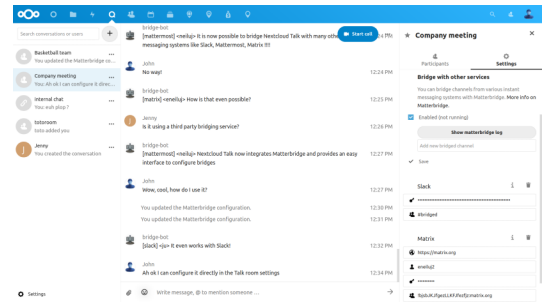 Search conversations or users
+
Basketball team
You updated the Matterbridge co...
Company meeting
You: Ah ok I can configure it direc...
Internal chat
You: euh plop ?
totoroom
toto added you
J
Jenny
You created the conversation
Settings
bridge-bot
[mattermost] <neiluj> It is now possible to bridge Nextcloud Talk with many othe
messaging systems like Slack, Mattermost, Matrix !!!
Start call
PM
John
No way!
12:24 PM
bridge-bot
[matrix] <eneiluj> How is that even possible?
12:25 PM
J
Jenny
Is it using a third party bridging service?
12:26 PM
bridge-bot
[mattermost] <neiluj> Nextcloud Talk now integrates Matterbridge and provides an easy
interface to configure bridges
12:27 PM
John
Wow, cool, how do I use it?
12:27 PM
You updated the Matterbridge configuration.
12:30 PM
You updated the Matterbridge configuration.
12:31 PM
bridge-bot
[slack] <ju> It even works with Slack!
12:32 PM
John
Ah ok I can configure it directly in the Talk room settings
12:34 PM
Write message, @ to mention someone ...
Company meeting
Participants
Settings
Bridge with other services
You can bridge channels from various instant
messaging systems with Matterbridge. More info on
Matterbridge.
Enabled (not running)
Show matterbridge log
Add new bridged channel
Save
Slack
#bridged
Matrix
https://matrix.org
eneiluj2